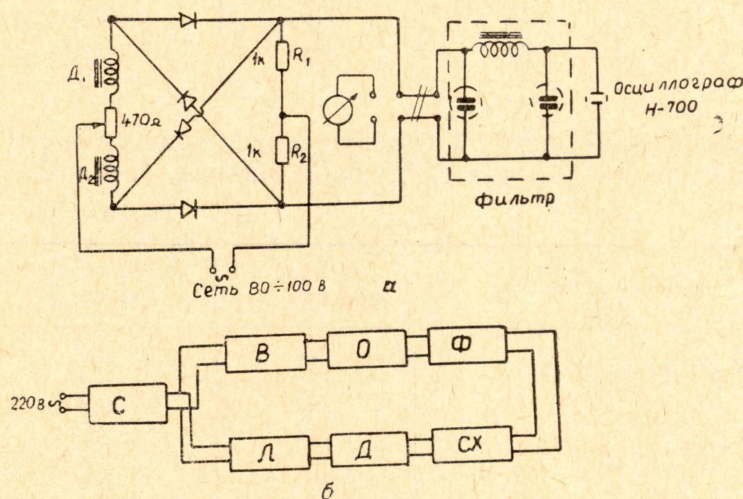 Д₁
470Ω
Д₂
1к
R₁
1к
R₂
Осциллограф
Н-700
фильтр
Сеть 80÷100 в
а
220в
С
В
О
Ф
Л
Д
СХ
б